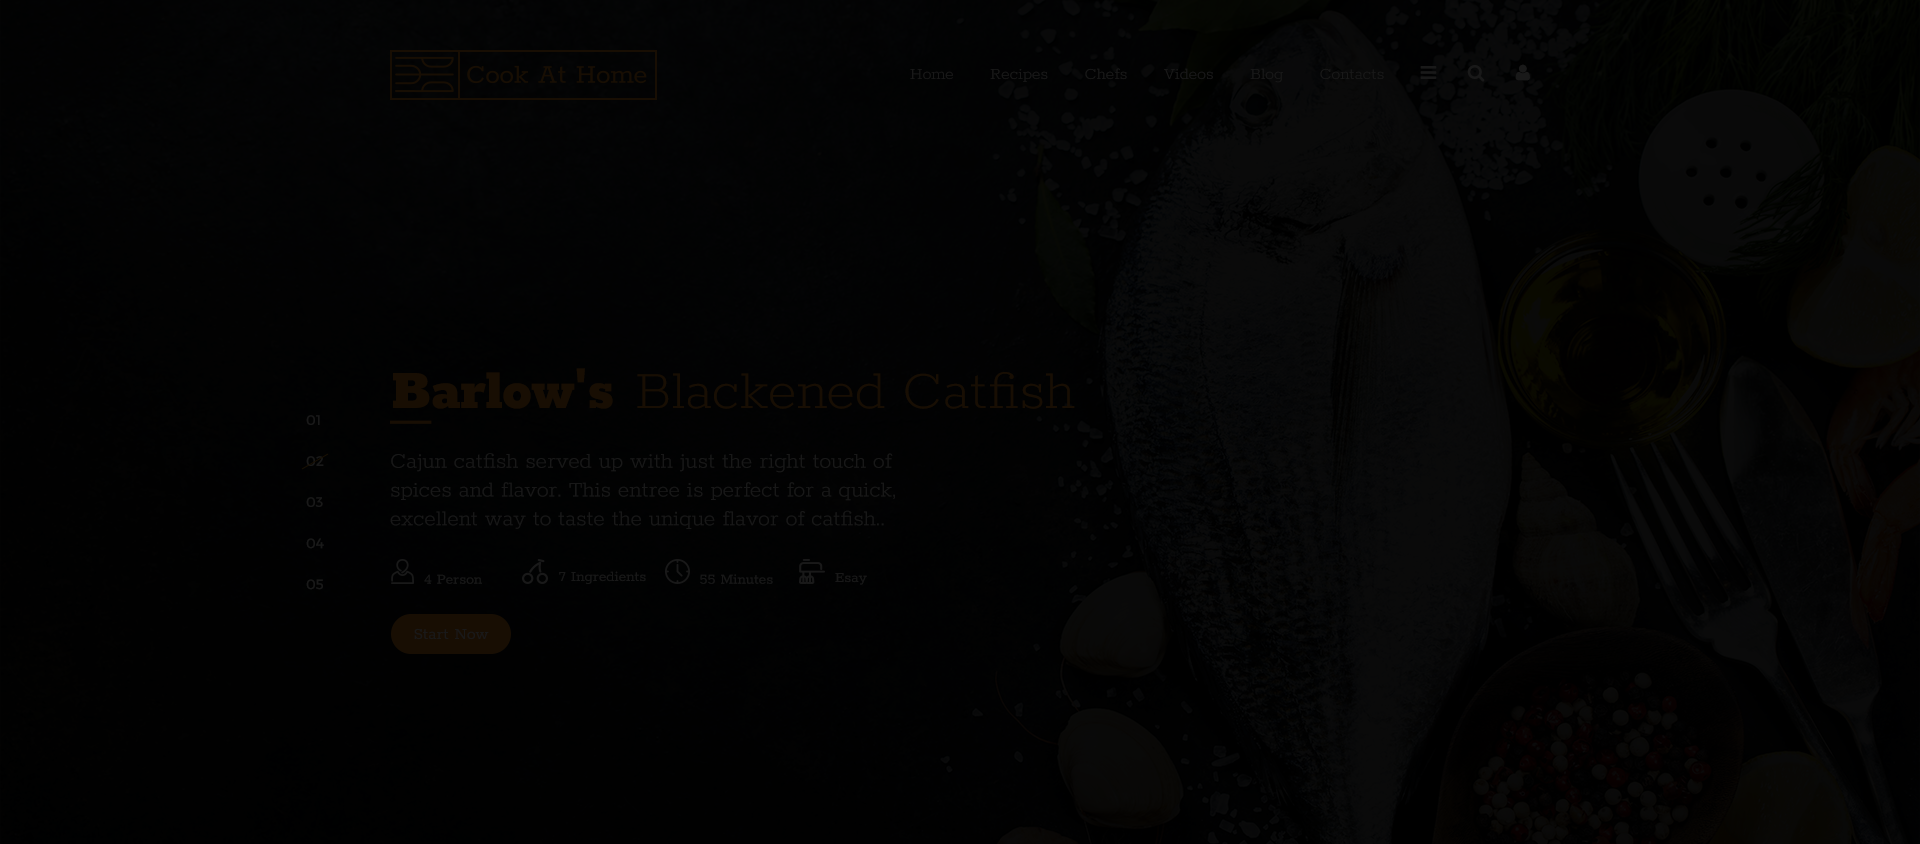 Cook At Home
Home Recipes Chefs Videos Blog Contacts
Barlow's Blackened Catfish
01
02
03
04
05
Cajun catfish served up with just the right touch of
spices and flavor. This entree is perfect for a quick,
excellent way to taste the unique flavor of catfish..
4 Person 7 Ingredients 55 Minutes Esay
Start Now